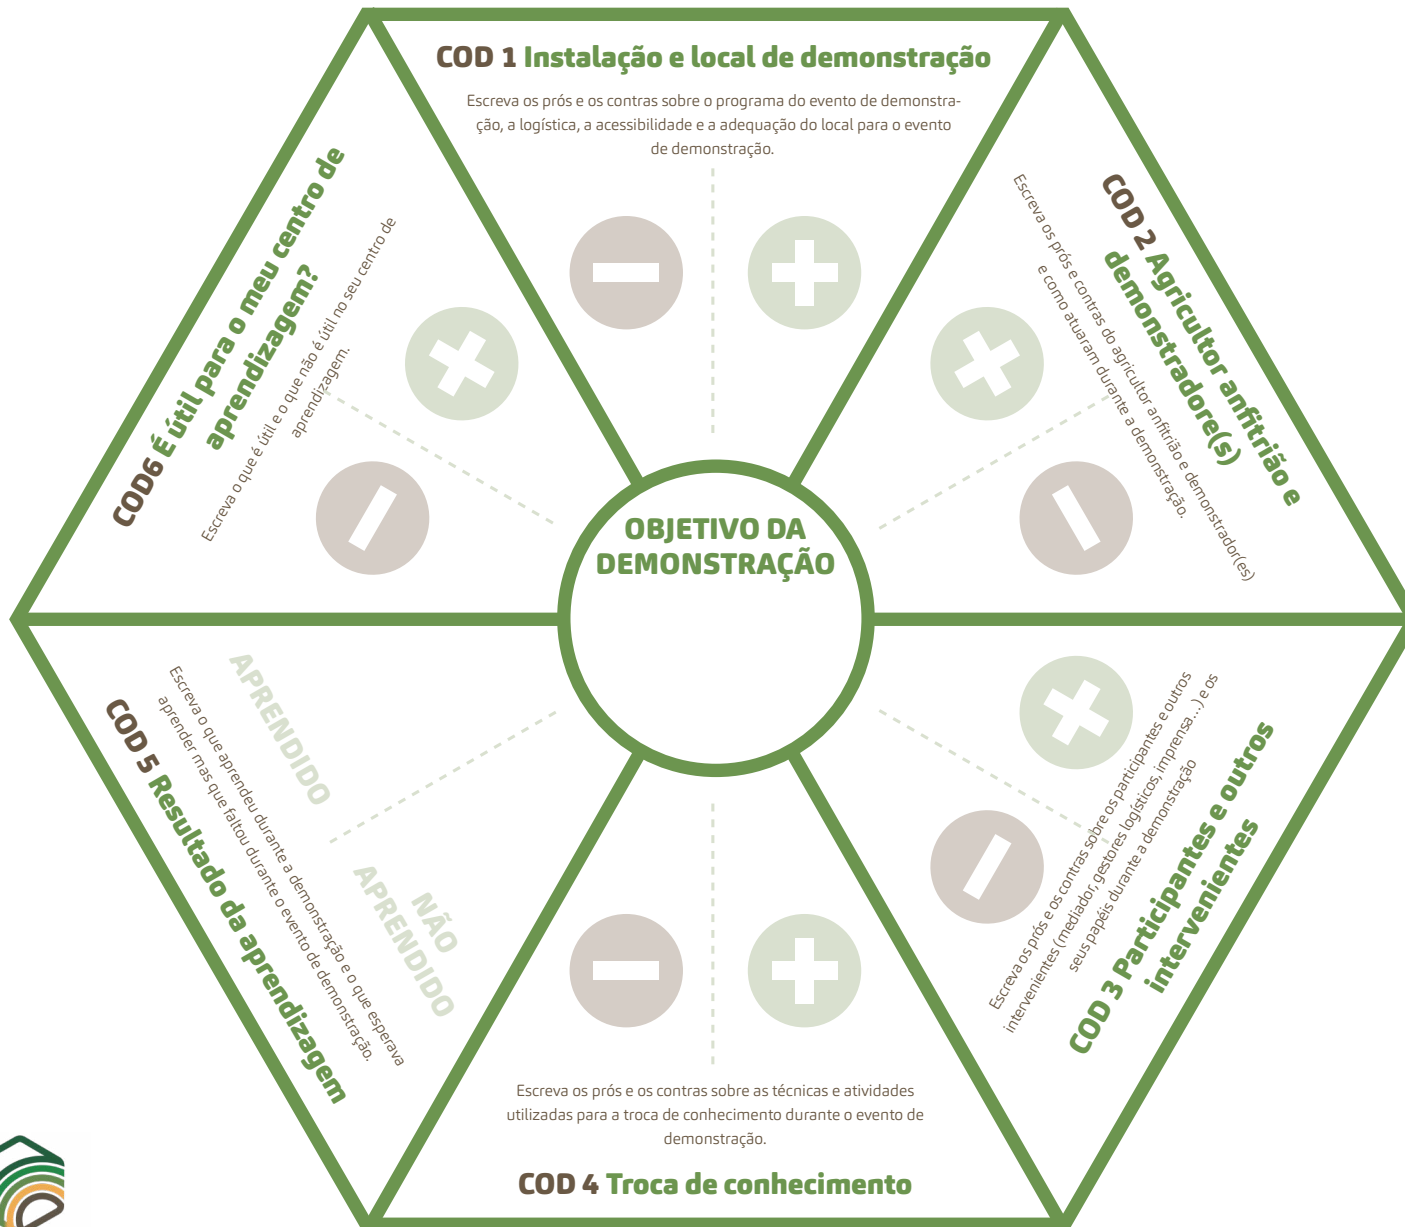 COD 1 Instalação e local de demonstração
Escreva os prós e os contras sobre o programa do evento de demonstra-
ção, a logística, a acessibilidade e a adequação do local para o evento
de demonstração.
COD 2 Agricultor anfitrião e
demonstradore(s)
Escreva os prós e contras do agricultor anfitrião e demonstrador(es)
e como atuaram durante a demonstração.
Escreva os prós e os contras sobre os participantes e outros
intervenientes (mediador, gestores logísticos, imprensa...) e os
seus papéis durante a demonstração
COD 3 Participantes e outros
intervenientes
Escreva os prós e os contras sobre as técnicas e atividades
utilizadas para a troca de conhecimento durante o evento de
demonstração.
COD 4 Troca de conhecimento
APRENDIDO
NÃO
APRENDIDO
Escreva o que aprendeu durante a demonstração e o que esperava
aprender mas que faltou durante o evento de demonstração.
COD 5 Resultado da aprendizagem
COD6 É útil para o meu centro de
aprendizagem?
Escreva o que é útil e o que não é útil no seu centro de
aprendizagem.
OBJETIVO DA
DEMONSTRAÇÃO